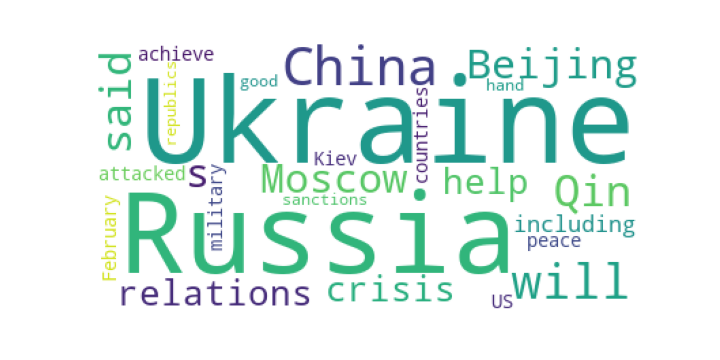 achieve
China
Beijing
said
republics
Ukraine
good
hand
countries
Kiev
attacked
s
Moscow
help
Qin
military
sanctions
February
Russia
including
peace
relations
crisis
US
will